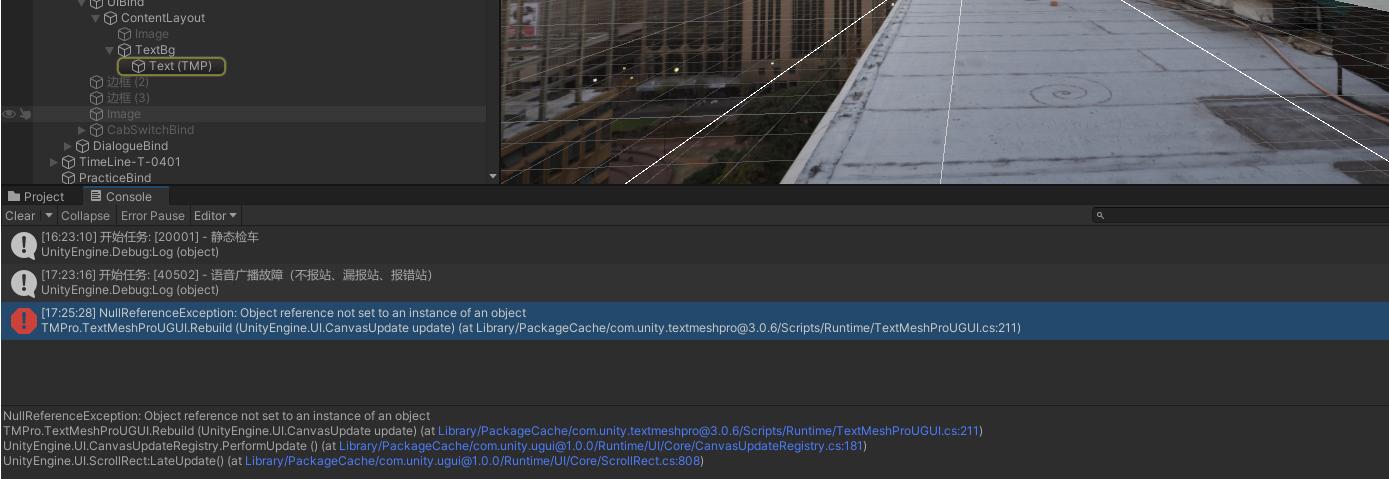 UIBind
ContentLayout
Image
TextBg
Text (TMP)
边框 (2)
边框 (3)
Image
CabSwitchBind
DialogueBind
TimeLine-T-0401
PracticeBind
Project
Console
Clear
Collapse
Error Pause
Editor
[16:23:10] 开始任务: [20001] - 静态检车
UnityEngine.Debug:Log (object)
[17:23:16] 开始任务: [40502] - 语音广播故障（不报站、漏报站、报错站）
UnityEngine.Debug:Log (object)
[17:25:28] NullReferenceException: Object reference not set to an instance of an object
TMPro.TextMeshProUGUI.Rebuild (UnityEngine.UI.CanvasUpdate update) (at Library/PackageCache/com.unity.textmeshpro@3.0.6/Scripts/Runtime/TextMeshProUGUI.cs:211)
NullReferenceException: Object reference not set to an instance of an object
TMPro.TextMeshProUGUI.Rebuild (UnityEngine.UI.CanvasUpdate update) (at Library/PackageCache/com.unity.textmeshpro@3.0.6/Scripts/Runtime/TextMeshProUGUI.cs:211)
UnityEngine.UI.CanvasUpdateRegistry.PerformUpdate () (at Library/PackageCache/com.unity.ugui@1.0.0/Runtime/UI/Core/CanvasUpdateRegistry.cs:181)
UnityEngine.UI.ScrollRect:LateUpdate() (at Library/PackageCache/com.unity.ugui@1.0.0/Runtime/UI/Core/ScrollRect.cs:808)